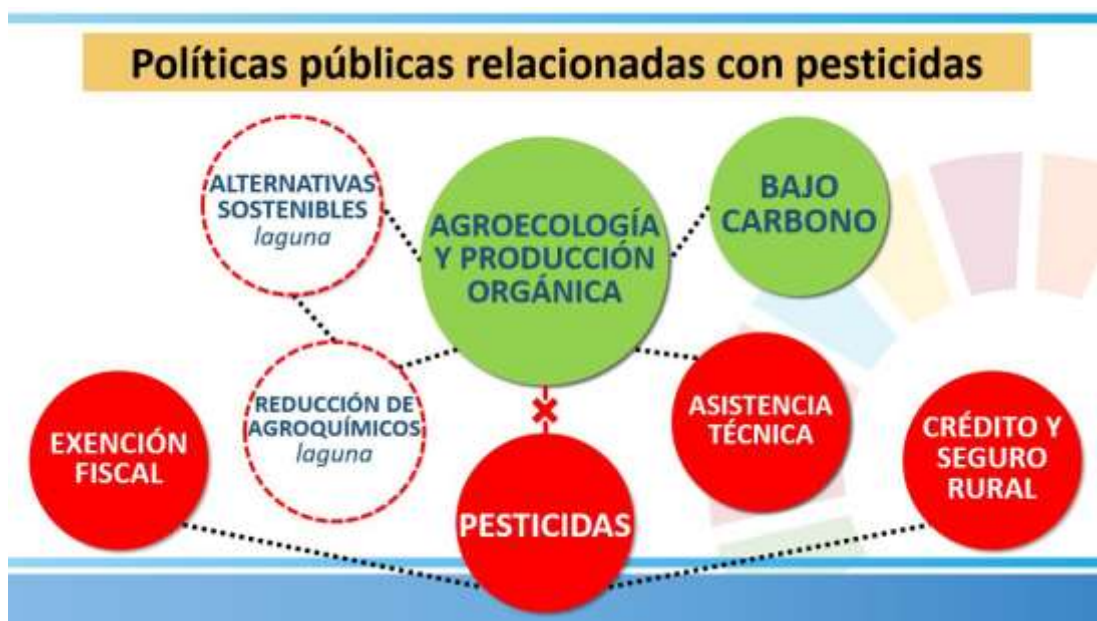 Políticas públicas relacionadas con pesticidas
ALTERNATIVAS
SOSTENIBLES
laguna
AGROECOLOGÍA
Y PRODUCCIÓN
ORGÁNICA
BAJO
CARBONO
REDUCCIÓN DE
AGROQUÍMICOS
laguna
EXENCIÓN
FISCAL
PESTICIDAS
ASISTENCIA
TÉCNICA
CRÉDITO Y
SEGURO
RURAL